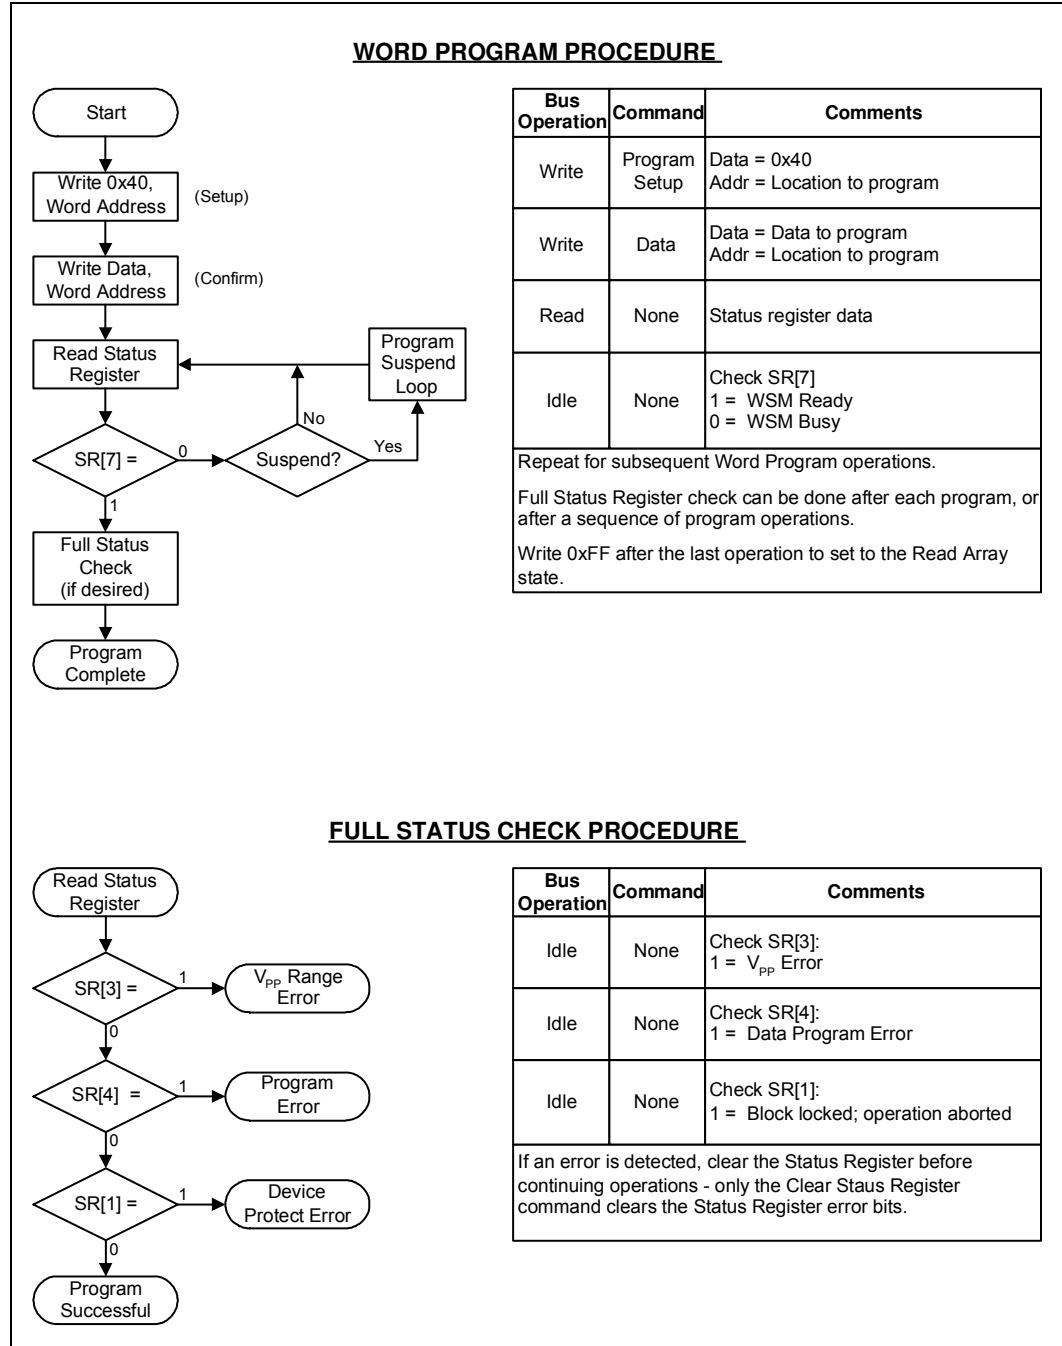 WORD PROGRAM PROCEDURE
Start
Write 0x40,
Word Address
(Setup)
Write Data,
Word Address
(Confirm)
Read Status
Register
Program
Suspend
Loop
No
SR[7] =
0
Suspend?
Yes
1
Full Status
Check
(if desired)
Program
Complete
Bus
Operation
Command
Comments
Write
Program
Setup
Data = 0x40
Addr = Location to program
Write
Data
Data = Data to program
Addr = Location to program
Read
None
Status register data
Idle
None
Check SR[7]
1 = WSM Ready
0 = WSM Busy
Repeat for subsequent Word Program operations.
Full Status Register check can be done after each program, or
after a sequence of program operations.
Write 0xFF after the last operation to set to the Read Array
state.
FULL STATUS CHECK PROCEDURE
Read Status
Register
SR[3] =
1
VPP Range
Error
0
SR[4] =
1
Program
Error
0
SR[1] =
1
Device
Protect Error
0
Program
Successful
Bus
Operation
Command
Comments
Idle
None
Check SR[3]:
1 = VPP Error
Idle
None
Check SR[4]:
1 = Data Program Error
Idle
None
Check SR[1]:
1 = Block locked; operation aborted
If an error is detected, clear the Status Register before
continuing operations - only the Clear Staus Register
command clears the Status Register error bits.